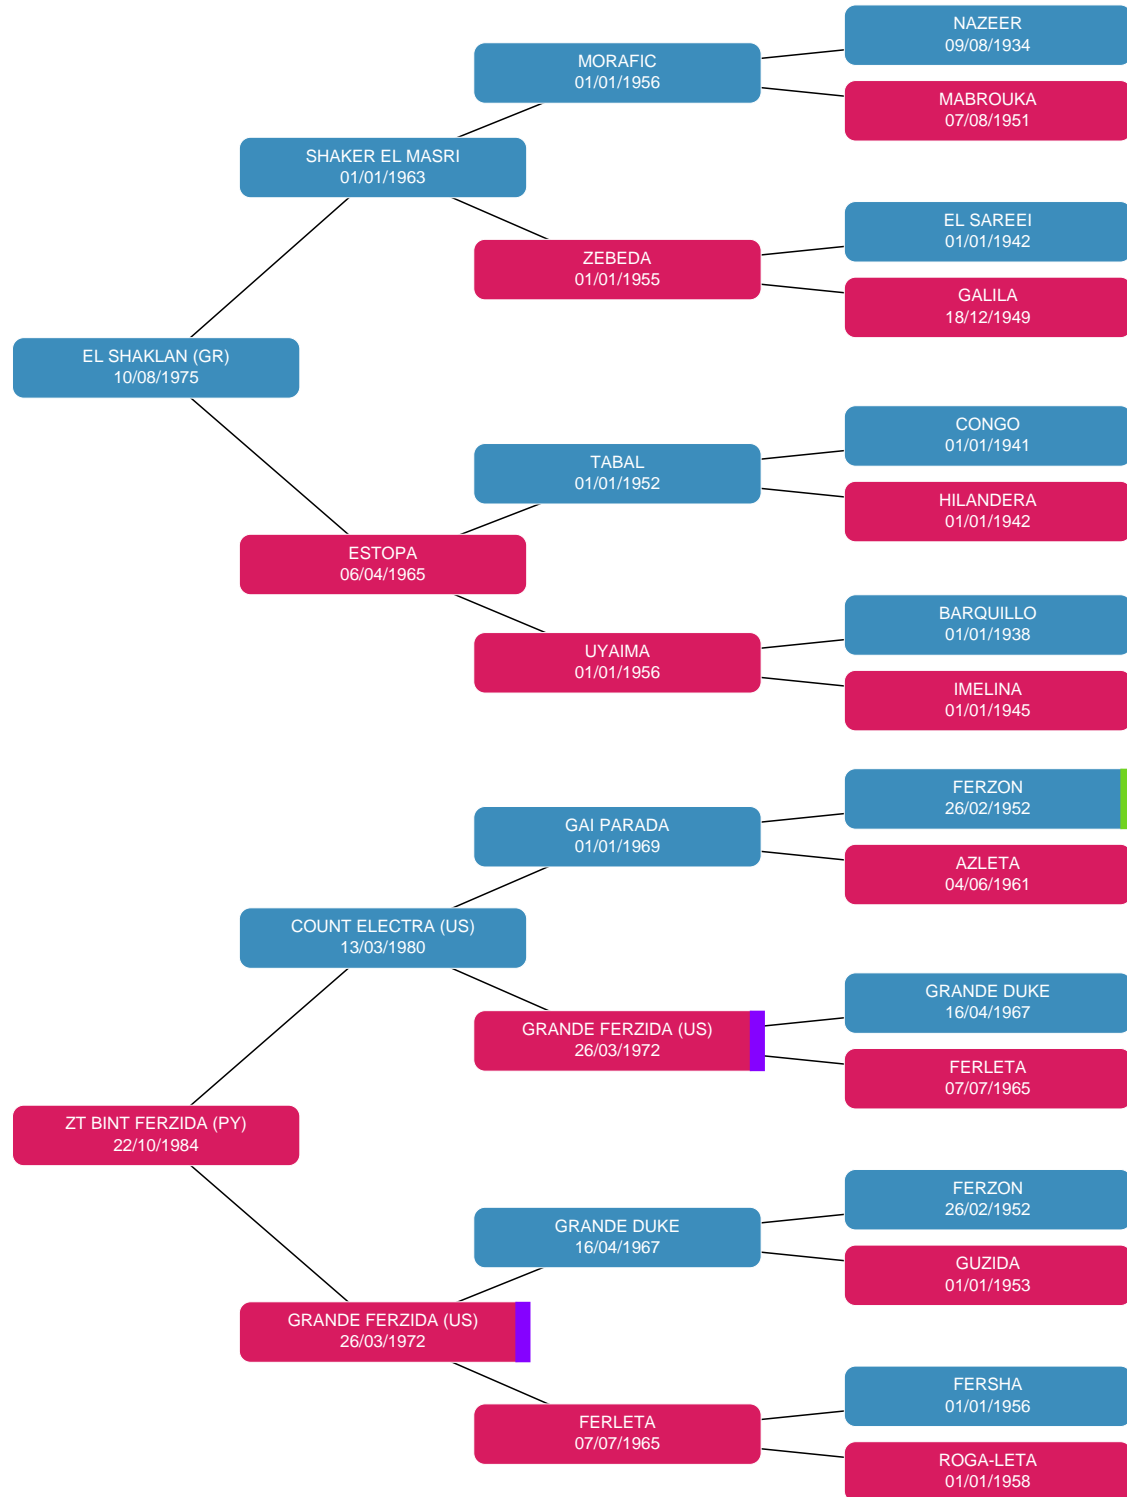 NAZEER
09/08/1934
MORAFIC
01/01/1956
MABROUKA
07/08/1951
SHAKER EL MASRI
01/01/1963
EL SAREEI
01/01/1942
ZEBEDA
01/01/1955
GALILA
18/12/1949
EL SHAKLAN (GR)
10/08/1975
CONGO
01/01/1941
TABAL
01/01/1952
HILANDERA
01/01/1942
ESTOPA
06/04/1965
BARQUILLO
01/01/1938
UYAIMA
01/01/1956
IMELINA
01/01/1945
FERZON
26/02/1952
GAI PARADA
01/01/1969
AZLETA
04/06/1961
COUNT ELECTRA (US)
13/03/1980
GRANDE DUKE
16/04/1967
GRANDE FERZIDA (US)
26/03/1972
FERLETA
07/07/1965
ZT BINT FERZIDA (PY)
22/10/1984
FERZON
26/02/1952
GRANDE DUKE
16/04/1967
GUZIDA
01/01/1953
GRANDE FERZIDA (US)
26/03/1972
FERSHA
01/01/1956
FERLETA
07/07/1965
ROGA-LETA
01/01/1958